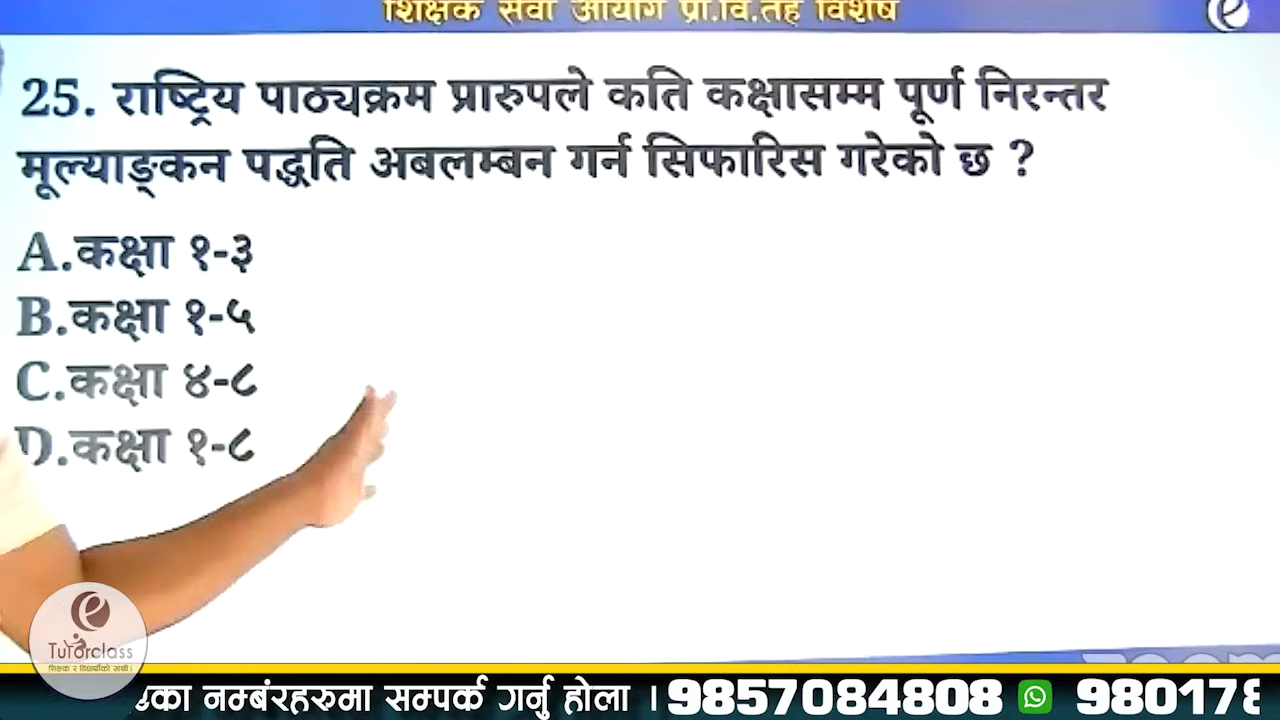 शिक्षक सेवा आयोग प्रा.वि.तह विशेष
25. राष्ट्रिय पाठ्यक्रम प्रारुपले कति कक्षासम्म पूर्ण निरन्तर
मूल्याङ्कन पद्धति अबलम्बन गर्न सिफारिस गरेको छ ?
A.कक्षा १-३
B.कक्षा १-५
C.कक्षा ४-८
D.कक्षा १-८
e
Tutorclass
शिक्षक र विद्यार्थीको साथी।
नम्बंरहरुमा सम्पर्क गर्नु होला । 9857084808 980178